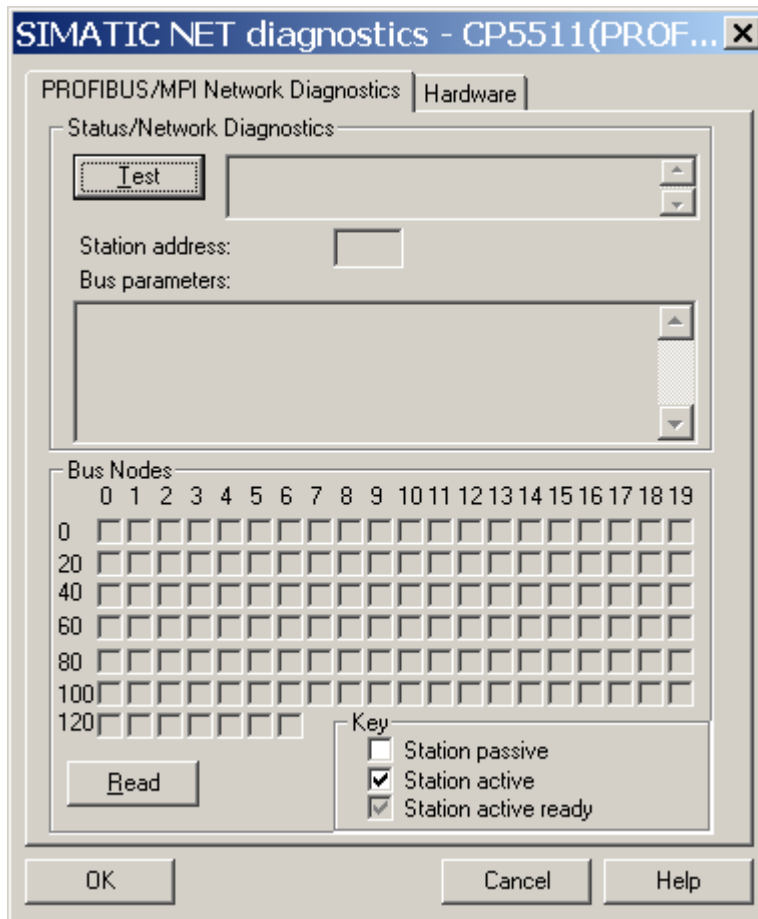 SIMATIC NET diagnostics - CP5511(PROF...
PROFIBUS/MPI Network Diagnostics Hardware
Status/Network Diagnostics
Test
Station address:
Bus parameters:
Bus Nodes
0 1 2 3 4 5 6 7 8 9 10 11 12 13 14 15 16 17 18 19
0
20
40
60
80
100
120
Key
Station passive
Station active
Station active ready
Read
OK Cancel Help